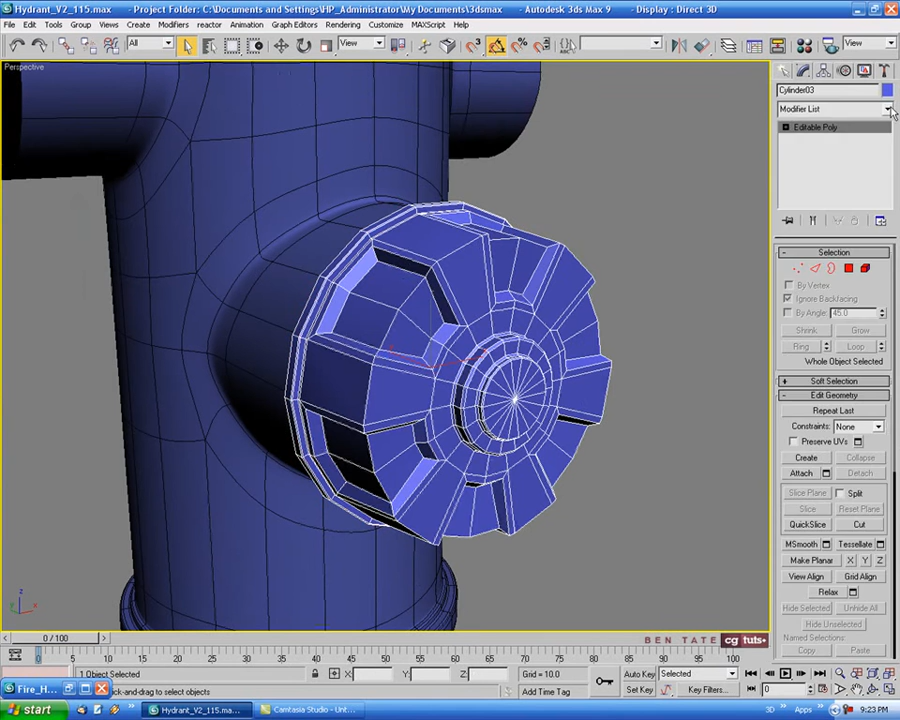 Hydrant_V2_115.max - Project Folder: C:\Documents and Settings\HP_Administrator\My Documents\3dsmax - Autodesk 3ds Max 9 - Display : Direct 3D
File Edit Tools Group Views Create Modifiers reactor Animation Graph Editors Rendering Customize MAXScript Help
All View View
Perspective
Cylinder03
Modifier List
Editable Poly
Selection
By Vertex
Ignore Backfacing
By Angle: 45.0
Shrink Grow
Ring Loop
Whole Object Selected
Soft Selection
Edit Geometry
Repeat Last
Constraints: None
Preserve UVs
Create Collapse
Attach Detach
Slice Plane Split
Slice Reset Plane
QuickSlice Cut
MSmooth Tessellate
Make Planar X Y Z
View Align Grid Align
Relax
Hide Selected Unhide All
Hide Unselected
Named Selections:
Copy Paste
z
x
0 / 100
BEN TATE cg tuts+
0 5 10 15 20 25 30 35 40 45 50 55 60 65 70 75 80 85 90 95 100
1 Object Selected X: Y: Z: Grid = 10.0 Auto Key Selected
Fire_H... ick-and-drag to select objects Add Time Tag Set Key Key Filters... 0
start Hydrant_V2_115.ma... Camtasia Studio - Unt... 3D Apps 9:23 PM